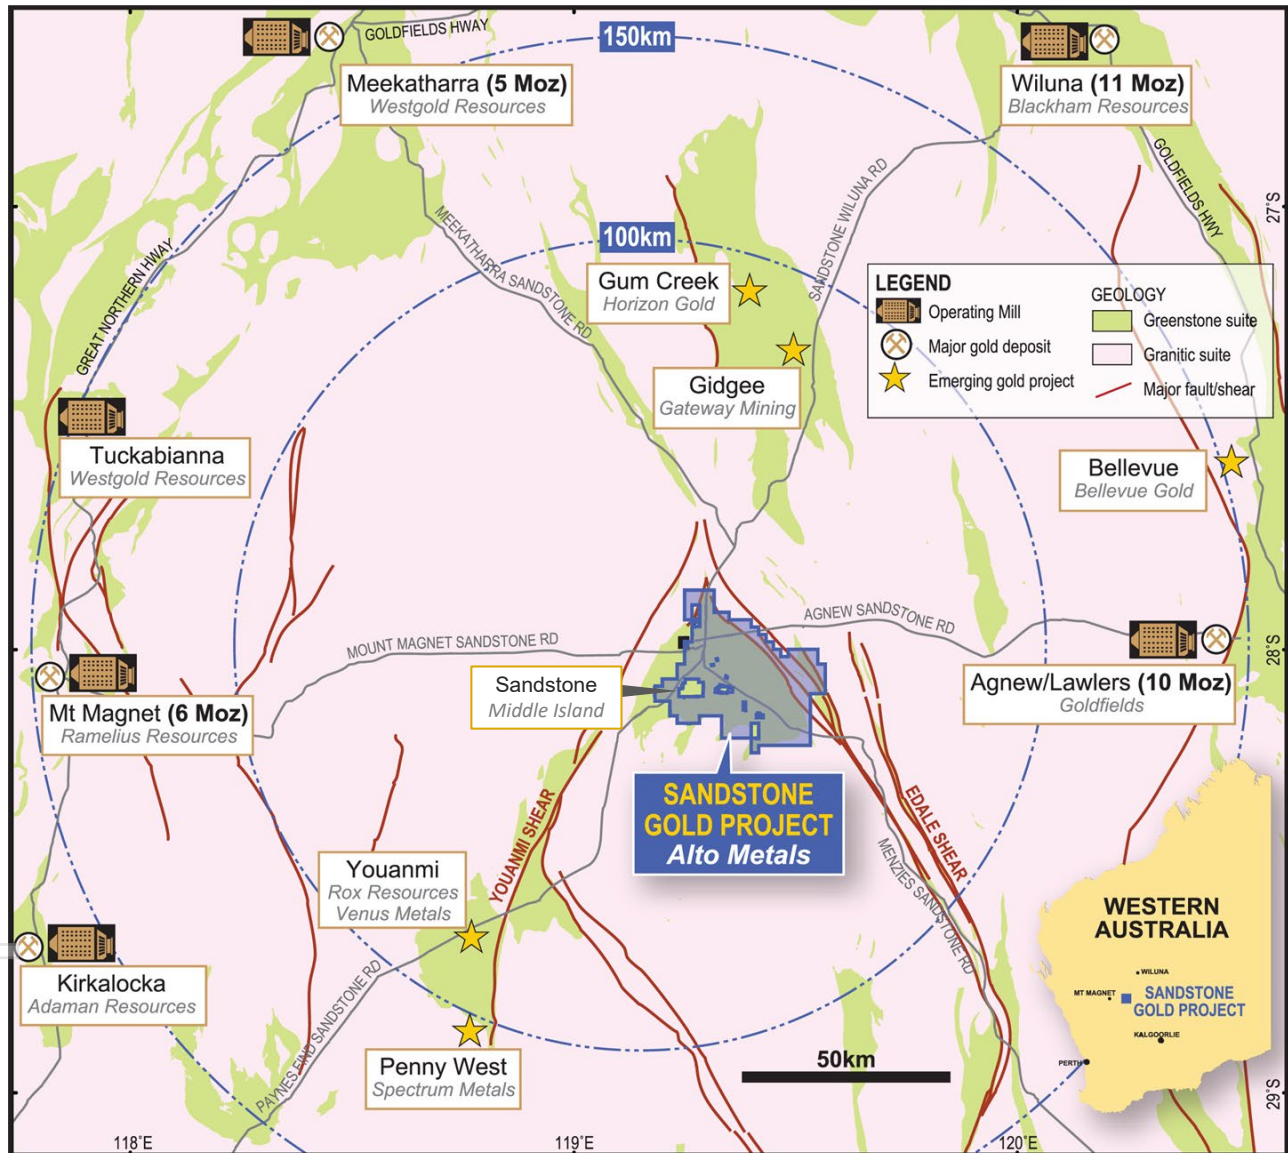 GOLDFIELDS HWY
150km
Meekatharra (5 Moz)
Westgold Resources
Wiluna (11 Moz)
Blackham Resources
GOLDFIELDS HWY
27°S
SANDSTONE WILUNA RD
MEEKATHARRA SANDSTONE RD
GREAT NORTHERN HWY
100km
Gum Creek
Horizon Gold
Gidgee
Gateway Mining
LEGEND
Operating Mill
Major gold deposit
Emerging gold project
GEOLOGY
Greenstone suite
Granitic suite
Major fault/shear
Tuckabianna
Westgold Resources
Bellevue
Bellevue Gold
AGNEW SANDSTONE RD
MOUNT MAGNET SANDSTONE RD
28°S
Sandstone
Middle Island
Agnew/Lawlers (10 Moz)
Goldfields
Mt Magnet (6 Moz)
Ramelius Resources
SANDSTONE
GOLD PROJECT
Alto Metals
YOUANMI SHEAR
EDALE SHEAR
MENZIES SANDSTONE RD
Youanmi
Rox Resources
Venus Metals
Kirkalocka
Adaman Resources
PAYNES FIND SANDSTONE RD
Penny West
Spectrum Metals
50km
WESTERN
AUSTRALIA
WILUNA
MT MAGNET
SANDSTONE
GOLD PROJECT
KALGOORLIE
PERTH
29°S
118°E
119°E
120°E